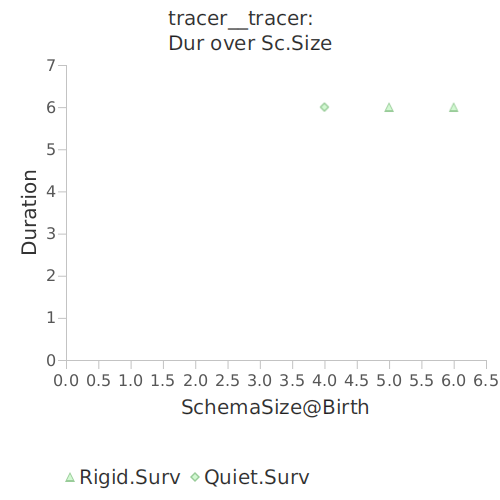 tracer__tracer:
Dur over Sc.Size
7
6
5
4
3
2
1
0
Duration
0.0 0.5 1.0 1.5 2.0 2.5 3.0 3.5 4.0 4.5 5.0 5.5 6.0 6.5
SchemaSize@Birth
Rigid.Surv Quiet.Surv